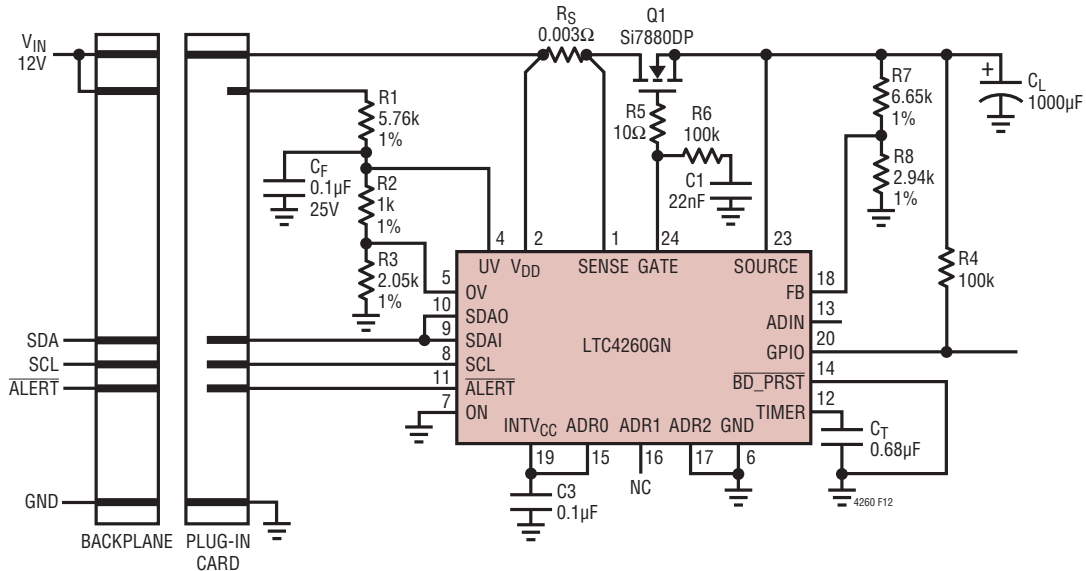 VIN
12V
RS
0.003Ω
Q1
Si7880DP
R1
5.76k
1%
R5
10Ω
R6
100k
R7
6.65k
1%
+
CL
1000µF
CF
0.1µF
25V
R2
1k
1%
C1
22nF
R8
2.94k
1%
R3
2.05k
1%
R4
100k
4
2
1
24
23
UV
VDD
SENSE
GATE
SOURCE
5
OV
FB
18
10
SDAO
ADIN
13
SDA
9
SDAI
LTC4260GN
GPIO
20
SCL
8
SCL
BD_PRST
14
ALERT
11
ALERT
7
ON
TIMER
12
INTVCC
ADR0
ADR1
ADR2
GND
19
15
16
17
6
NC
CT
0.68µF
C3
0.1µF
4260 F12
GND
BACKPLANE
PLUG-IN
CARD